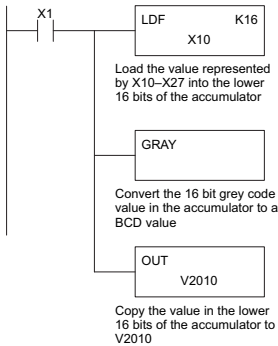 X1
LDF K16
X10
Load the value represented
by X10–X27 into the lower
16 bits of the accumulator
GRAY
Convert the 16 bit grey code
value in the accumulator to a
BCD value
OUT
V2010
Copy the value in the lower
16 bits of the accumulator to
V2010